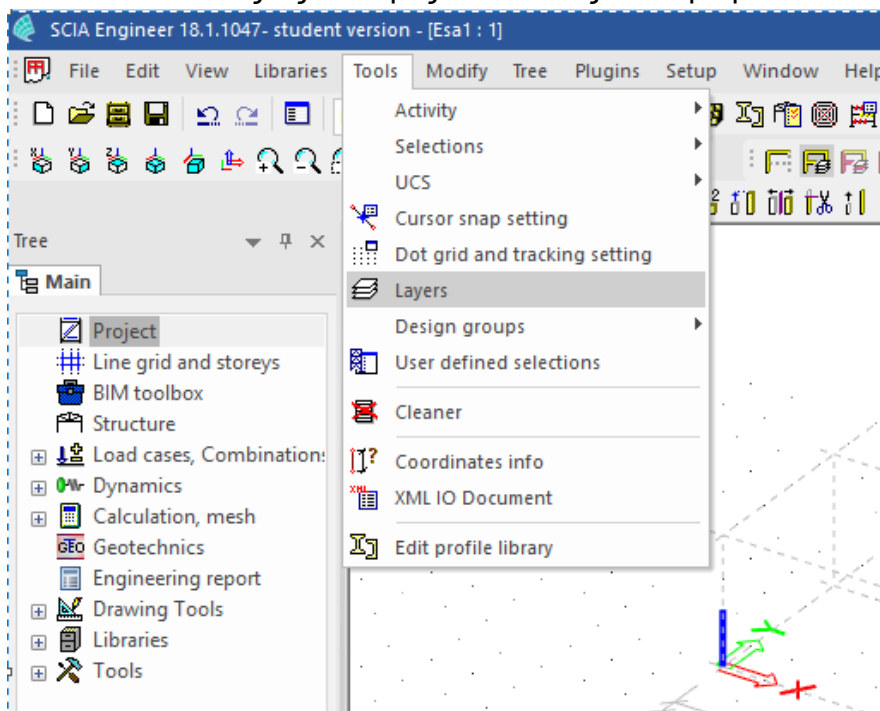 SCIA Engineer 18.1.1047- student version - [Esa1 : 1]
File Edit View Libraries Tools Modify Tree Plugins Setup Window Help
Activity
Selections
UCS
Cursor snap setting
Dot grid and tracking setting
Layers
Design groups
User defined selections
Cleaner
Coordinates info
XML IO Document
Edit profile library
Tree
Main
Project
Line grid and storeys
BIM toolbox
Structure
Load cases, Combinations
Dynamics
Calculation, mesh
GEO Geotechnics
Engineering report
Drawing Tools
Libraries
Tools
Y
X